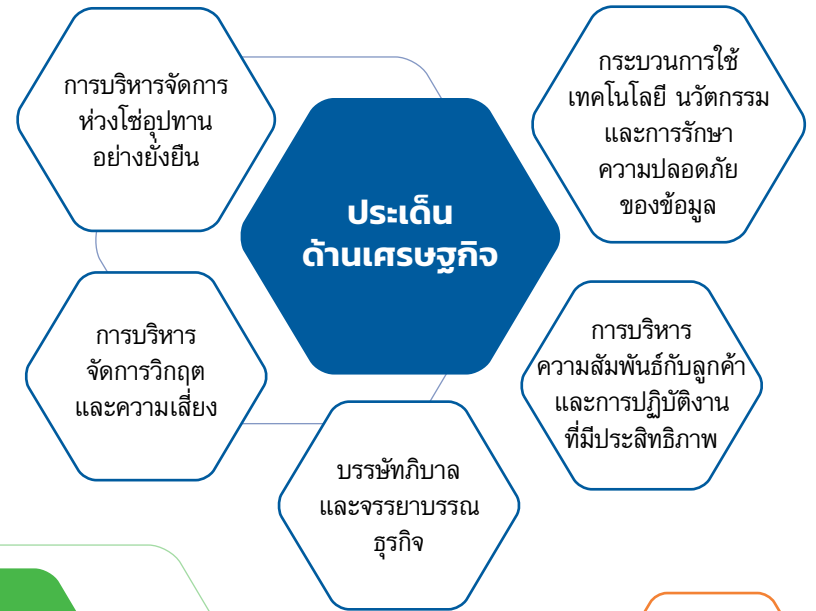 การบริหารจัดการ
ห่วงโซ่อุปทาน
อย่างยั่งยืน
กระบวนการใช้
เทคโนโลยี นวัตกรรม
และการรักษา
ความปลอดภัย
ของข้อมูล
ประเด็น
ด้านเศรษฐกิจ
การบริหาร
จัดการวิกฤต
และความเสี่ยง
การบริหาร
ความสัมพันธ์กับลูกค้า
และการปฏิบัติงาน
ที่มีประสิทธิภาพ
บรรษัทภิบาล
และจรรยาบรรณ
ธุรกิจ